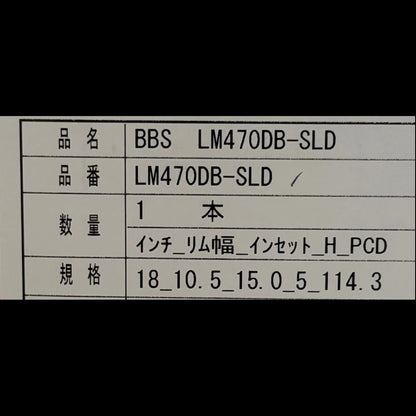 品名 BBS LM470DB-SLD
品番 LM470DB-SLD
数量 1 本
インチ_リム幅_インセット_H_PCD
規格 18_10.5_15.0_5_114.3